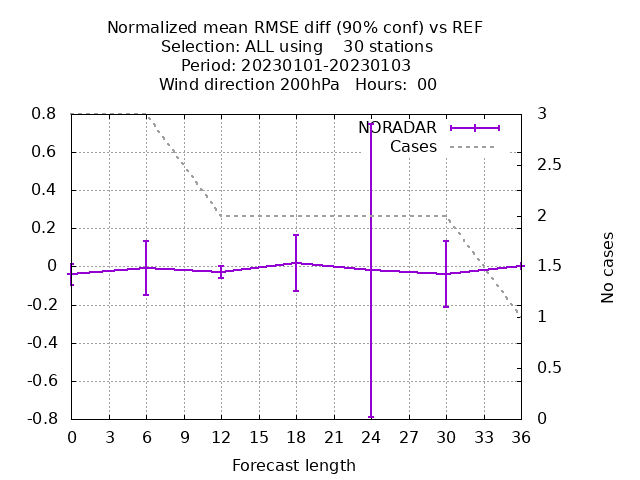 Normalized mean RMSE diff (90% conf) vs REF
Selection: ALL using    30 stations
Period: 20230101-20230103
Wind direction 200hPa   Hours:  00
NORADAR
Cases
0.8
0.6
0.4
0.2
0
-0.2
-0.4
-0.6
-0.8
3
2.5
2
1.5
1
0.5
0
No cases
0 3 6 9 12 15 18 21 24 27 30 33 36
Forecast length